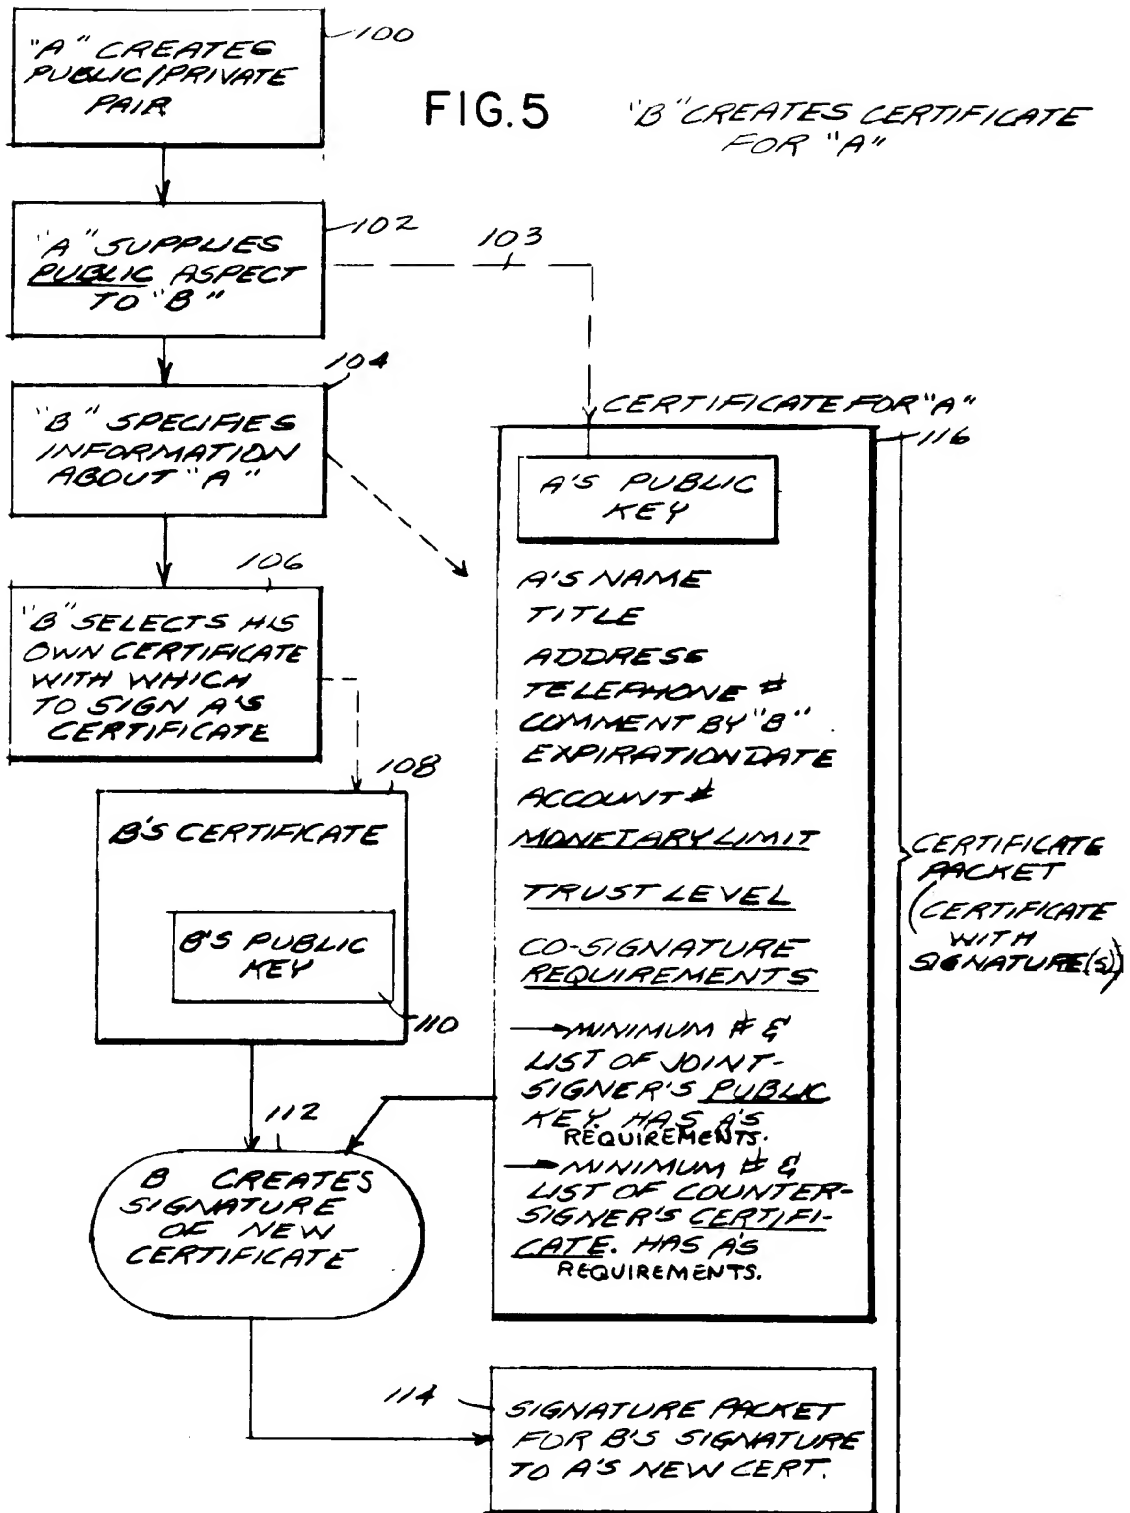 100
"A" CREATES
PUBLIC/PRIVATE
PAIR
FIG.5
"B" CREATES CERTIFICATE
FOR "A"
102
"A" SUPPLIES
PUBLIC ASPECT
TO "B"
103
104
"B" SPECIFIES
INFORMATION
ABOUT "A"
106
"B" SELECTS HIS
OWN CERTIFICATE
WITH WHICH
TO SIGN A'S
CERTIFICATE
108
B'S CERTIFICATE
B'S PUBLIC
KEY
110
112
B CREATES
SIGNATURE
OF NEW
CERTIFICATE
CERTIFICATE FOR "A"
116
A'S PUBLIC
KEY
A'S NAME
TITLE
ADDRESS
TELEPHONE #
COMMENT BY "B"
EXPIRATION DATE
ACCOUNT #
MONETARY LIMIT
TRUST LEVEL
CO-SIGNATURE
REQUIREMENTS
MINIMUM # &
LIST OF JOINT-
SIGNER'S PUBLIC
KEY. HAS A'S
REQUIREMENTS.
MINIMUM # &
LIST OF COUNTER-
SIGNER'S CERTIFI-
CATE. HAS A'S
REQUIREMENTS.
CERTIFICATE
PACKET
(CERTIFICATE
WITH
SIGNATURE(S))
114
SIGNATURE PACKET
FOR B'S SIGNATURE
TO A'S NEW CERT.